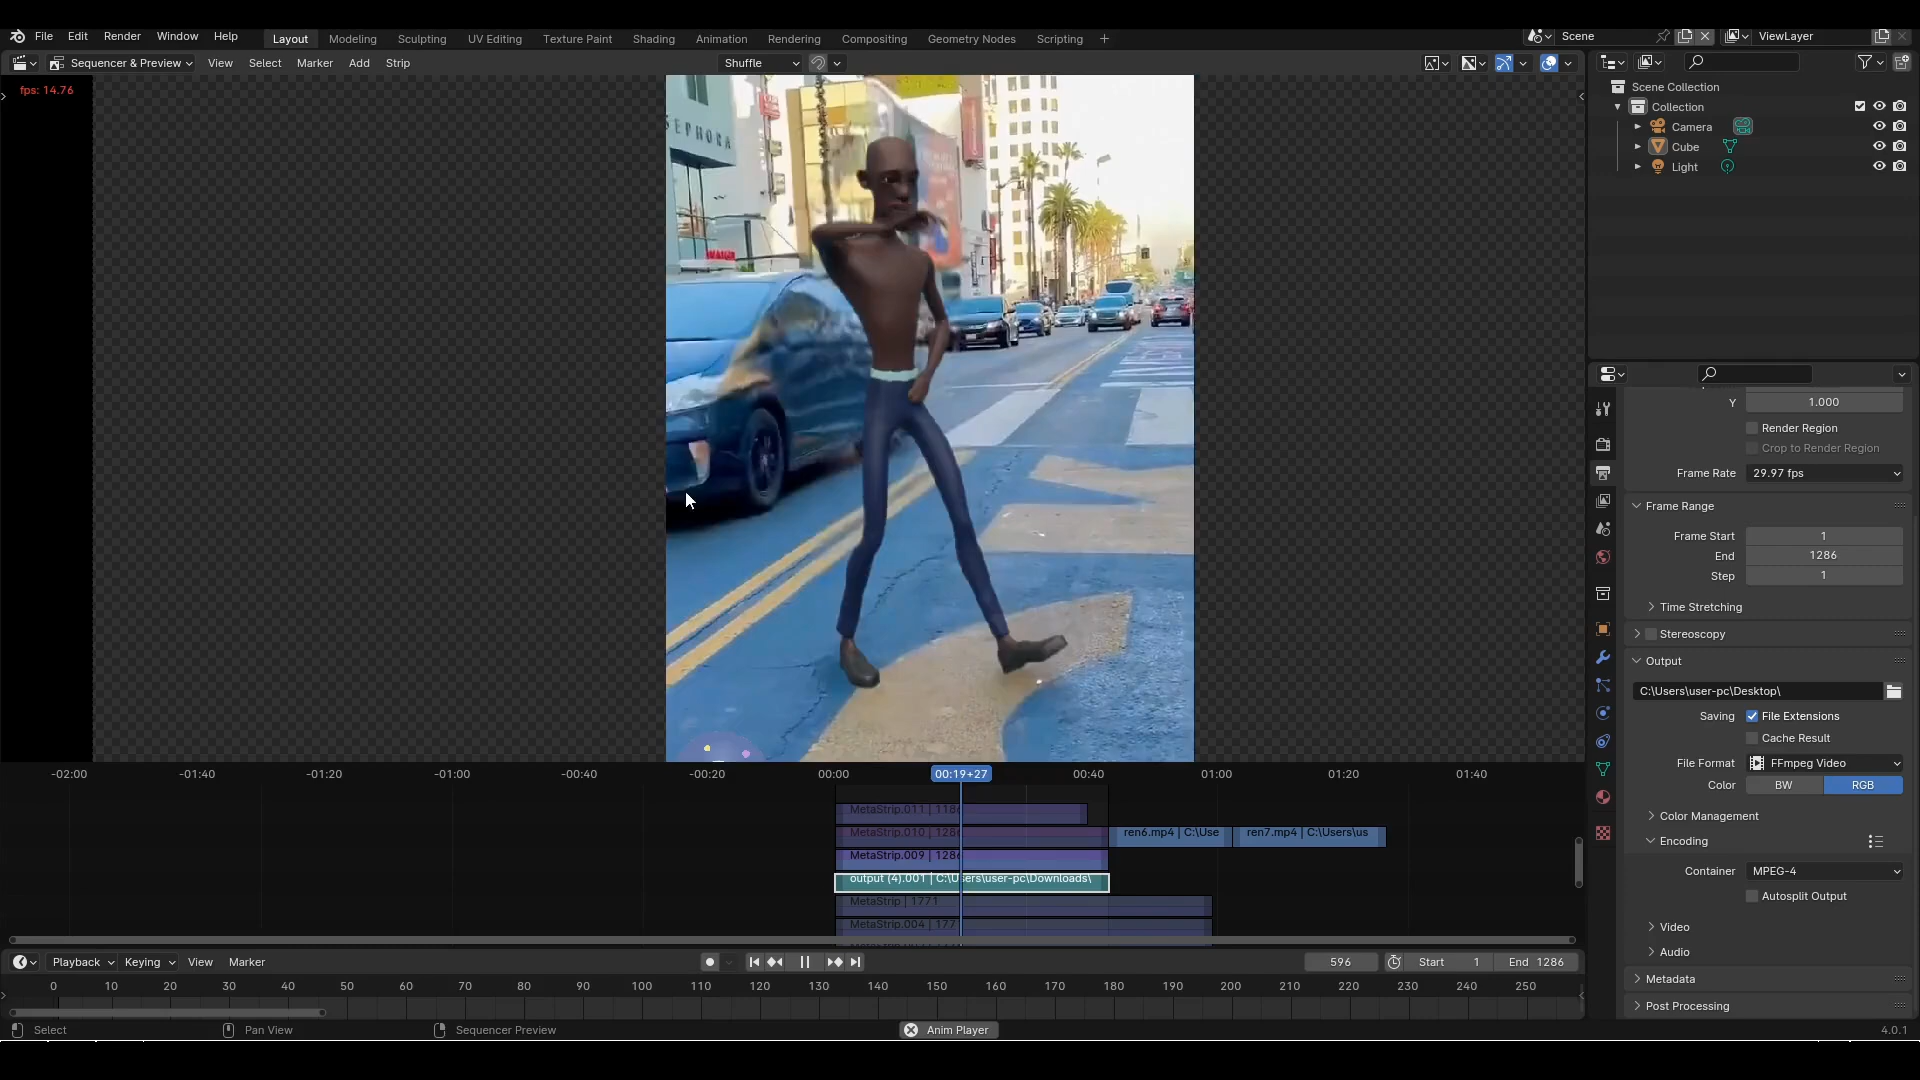 File Edit Render Window Help
Layout Modeling Sculpting UV Editing Texture Paint Shading Animation Rendering Compositing Geometry Nodes Scripting +
Scene ViewLayer
Sequencer & Preview View Select Marker Add Strip
Shuffle
fps: 14.76
SEPHORA
Scene Collection
Collection
Camera
Cube
Light
Y 1.000
Render Region
Crop to Render Region
Frame Rate 29.97 fps
Frame Range
Frame Start 1
End 1286
Step 1
Time Stretching
Stereoscopy
Output
C:\Users\user-pc\Desktop\
Saving File Extensions
Cache Result
File Format FFmpeg Video
Color BW RGB
Color Management
Encoding
Container MPEG-4
Autosplit Output
Video
Audio
Metadata
Post Processing
-02:00 -01:40 -01:20 -01:00 -00:40 -00:20 00:00 00:19+27 00:40 01:00 01:20 01:40
MetaStrip.011 | 118
MetaStrip.010 | 128 ren6.mp4 | C:\Use ren7.mp4 | C:\Users\us
MetaStrip.009 | 128
output (4).001 | C:\Users\user-pc\Downloads\
MetaStrip | 1771
MetaStrip.004 | 177
Playback Keying View Marker
596 Start 1 End 1286
0 10 20 30 40 50 60 70 80 90 100 110 120 130 140 150 160 170 180 190 200 210 220 230 240 250
Select Pan View Sequencer Preview Anim Player 4.0.1